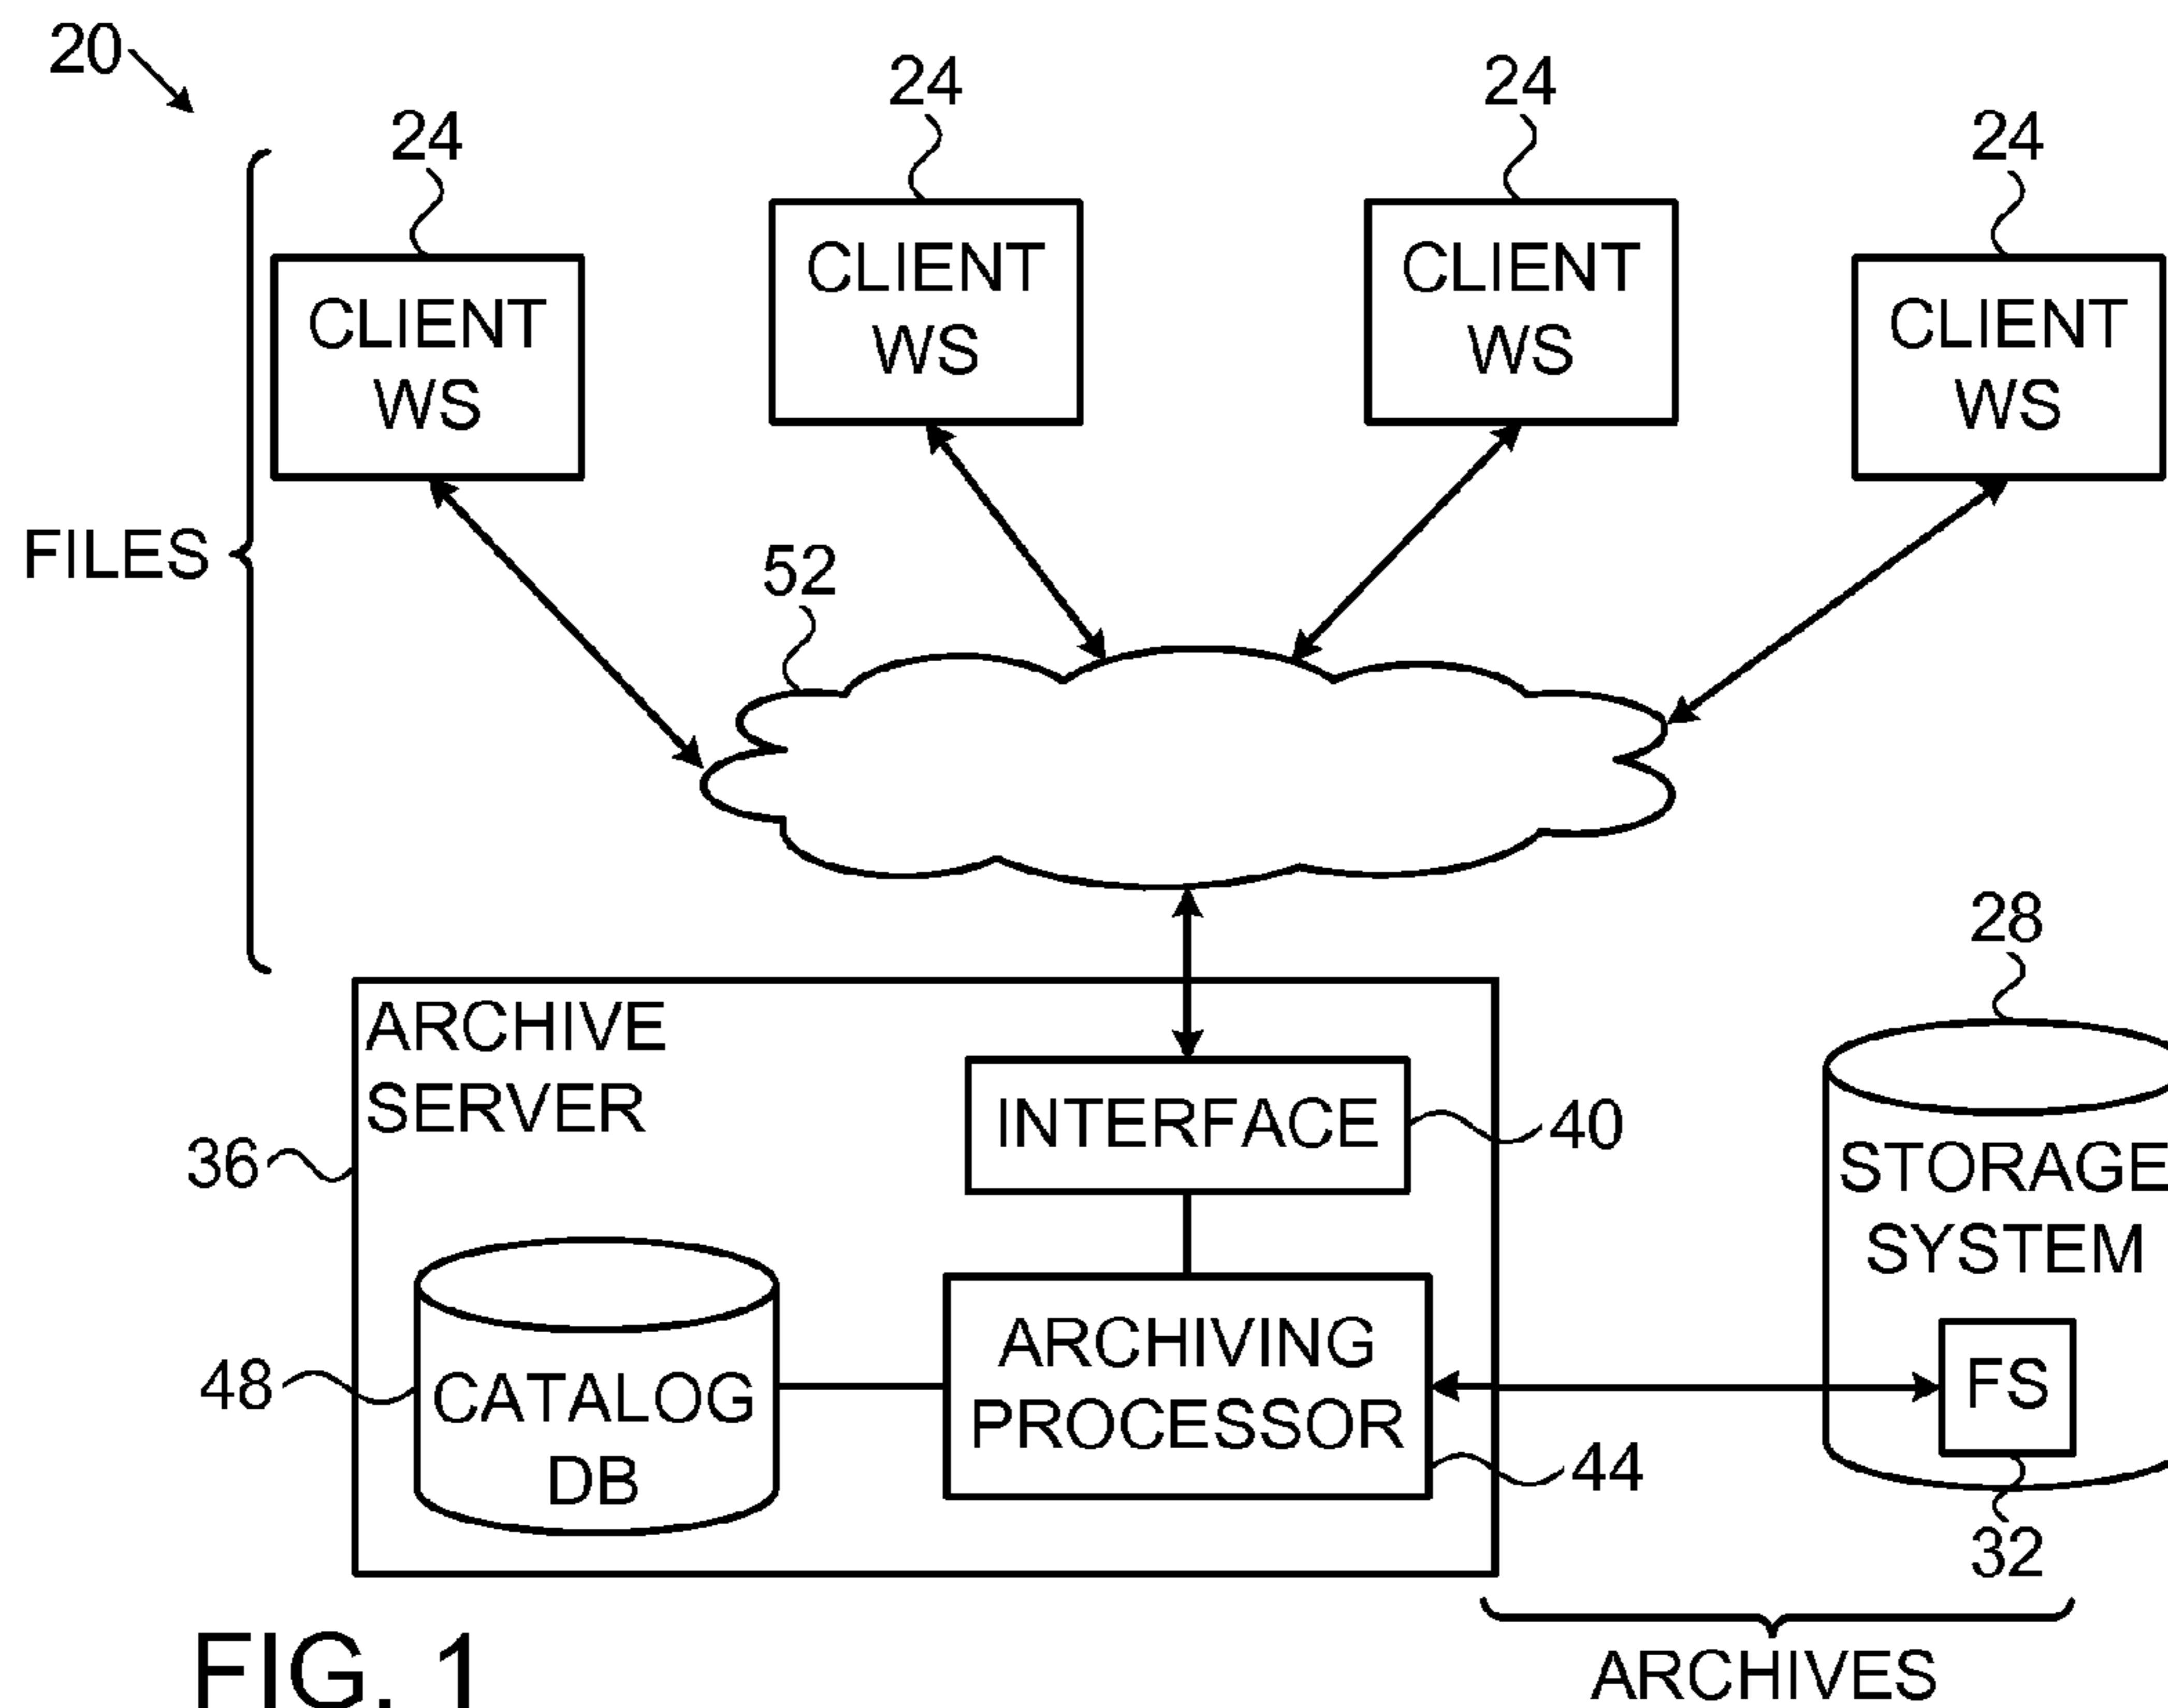 20
24
24
24
24
CLIENT
WS
CLIENT
WS
CLIENT
WS
CLIENT
WS
FILES
52
28
ARCHIVE
SERVER
INTERFACE
40
36
STORAGE
SYSTEM
48
CATALOG
DB
ARCHIVING
PROCESSOR
44
FS
32
ARCHIVES
FIG. 1